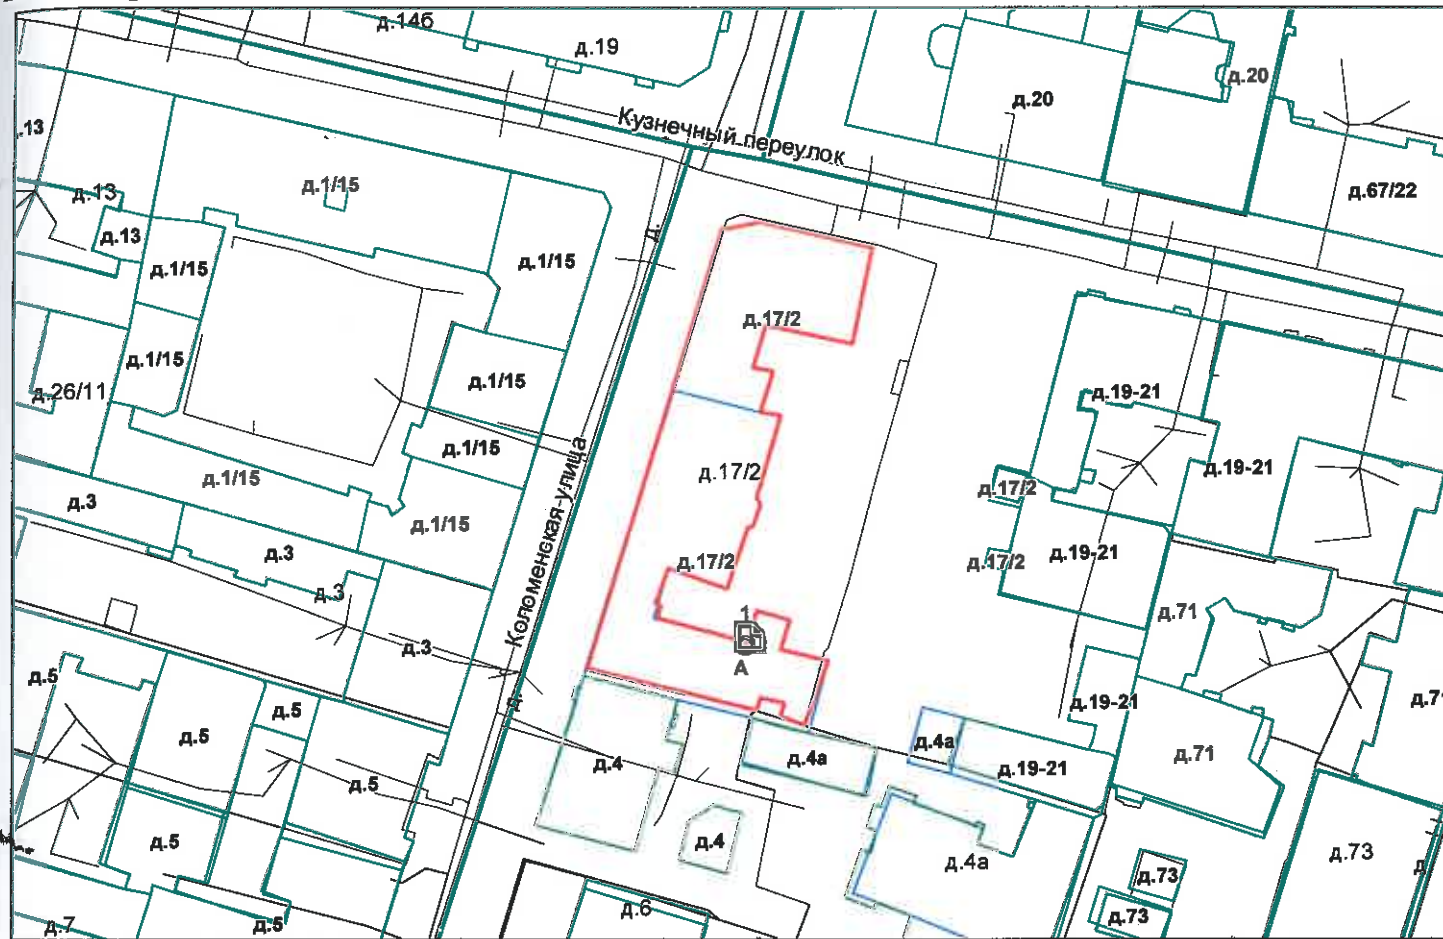 д.14б
д.19
д.20
д.20
Кузнечный переулок
.13
д.1/15
д.13
д.67/22
д.13
д.
д.1/15
д.1/15
д.17/2
д.1/15
д.1/15
д.26/11
д.19-21
д.1/15
д.19-21
д.17/2
д.1/15
д.17/2
д.3
Коломенская улица
д.1/15
д.3
д.19-21
д.17/2
д.17/2
д.3
д.71
1
д.3
А
д.5
д.19-21
д.7
д.
д.5
д.5
д.4а
д.71
д.4
д.4а
д.19-21
д.5
д.5
д.4
д.4а
д.73
д
д.73
д.6
д.73
д.7
д.5